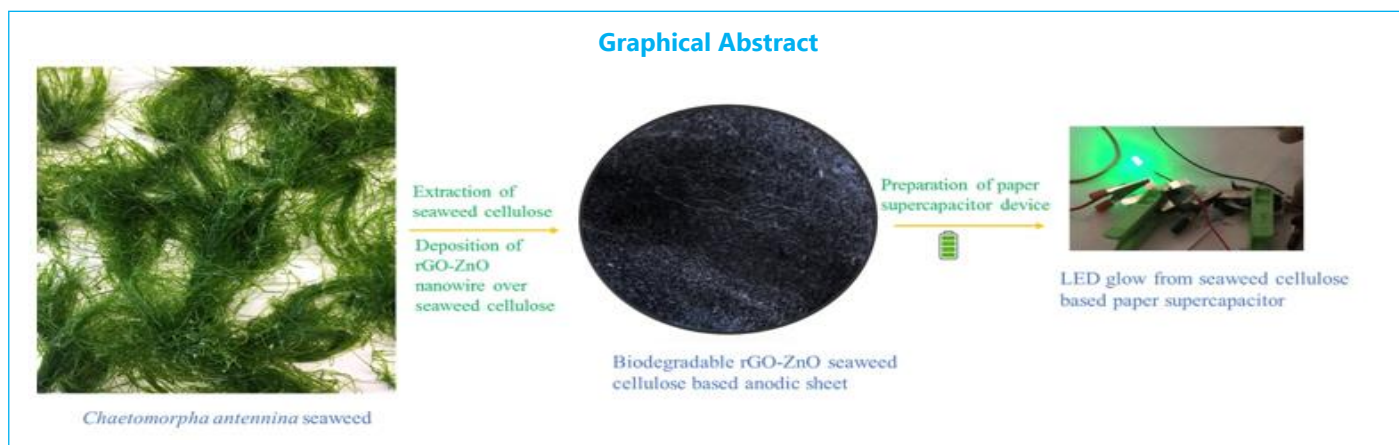 Graphical Abstract
Extraction of
seaweed cellulose
Deposition of
rGO-ZnO
nanowire over
seaweed cellulose
Preparation of paper
supercapacitor device
LED glow from seaweed cellulose
based paper supercapacitor
Biodegradable rGO-ZnO seaweed
cellulose based anodic sheet
Chaetomorpha antennina seaweed